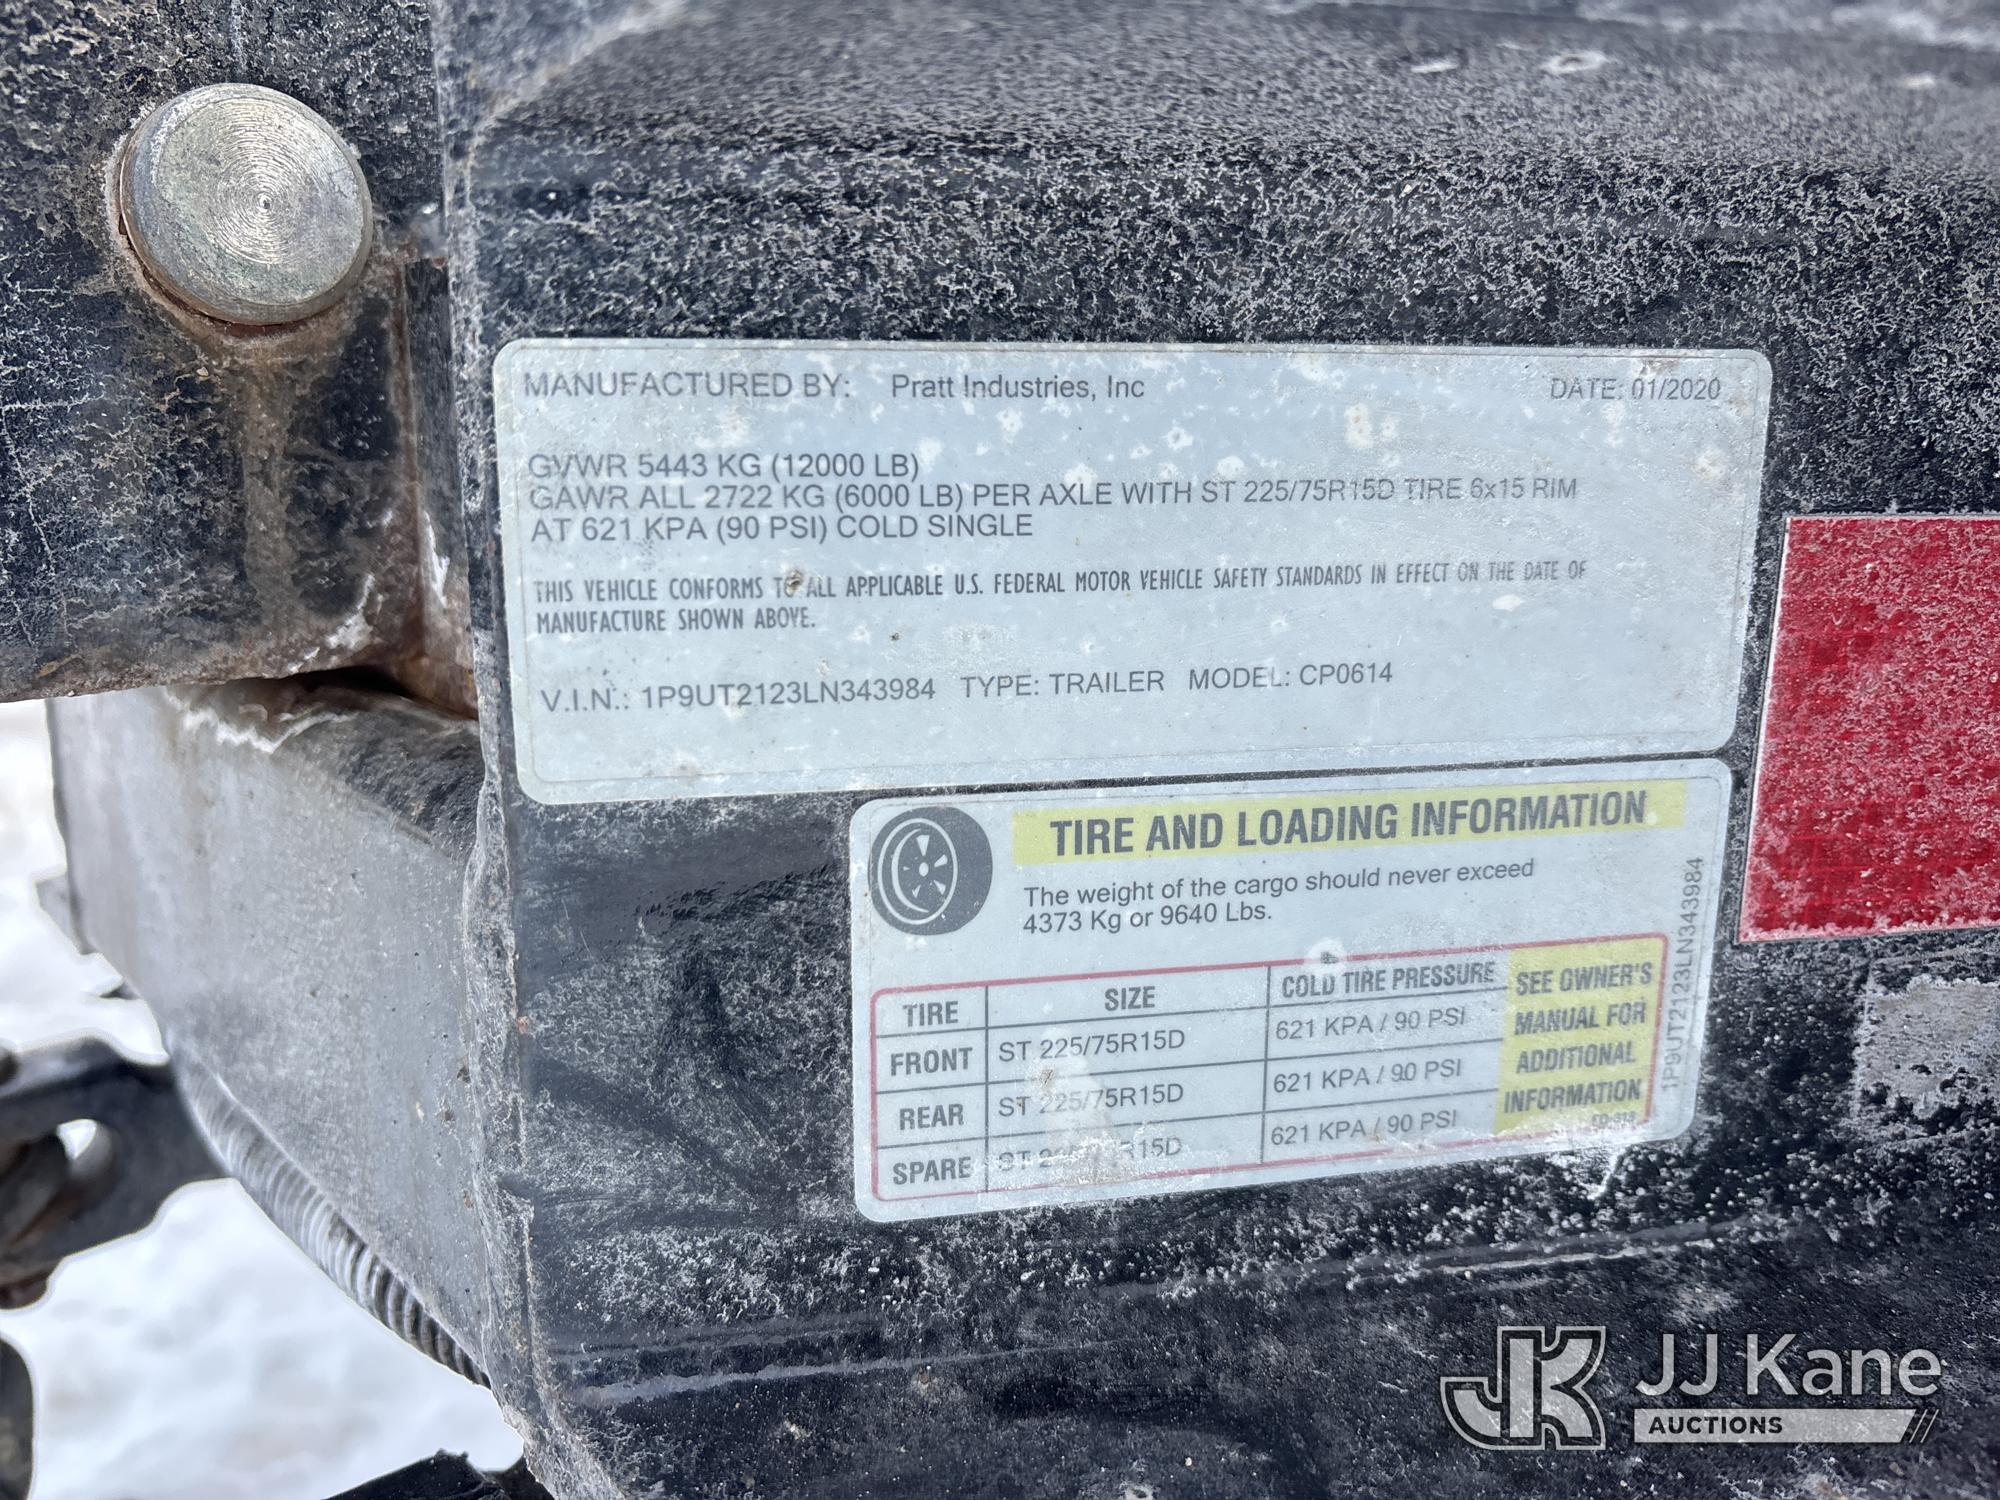 MANUFACTURED BY: Pratt Industries, Inc DATE: 01/2020
GVWR 5443 KG (12000 LB)
GAWR ALL 2722 KG (6000 LB) PER AXLE WITH ST 225/75R15D TIRE 6x15 RIM
AT 621 KPA (90 PSI) COLD SINGLE
THIS VEHICLE CONFORMS TO ALL APPLICABLE U.S. FEDERAL MOTOR VEHICLE SAFETY STANDARDS IN EFFECT ON THE DATE OF
MANUFACTURE SHOWN ABOVE.
V.I.N.: 1P9UT2123LN343984 TYPE: TRAILER MODEL: CP0614
TIRE AND LOADING INFORMATION
The weight of the cargo should never exceed
4373 Kg or 9640 Lbs.
TIRE SIZE COLD TIRE PRESSURE
FRONT ST 225/75R15D 621 KPA / 90 PSI
REAR ST 225/75R15D 621 KPA / 90 PSI
SPARE ST R15D 621 KPA / 90 PSI
SEE OWNER'S
MANUAL FOR
ADDITIONAL
INFORMATION
1P9UT2123LN343984
JK
JJ Kane
AUCTIONS